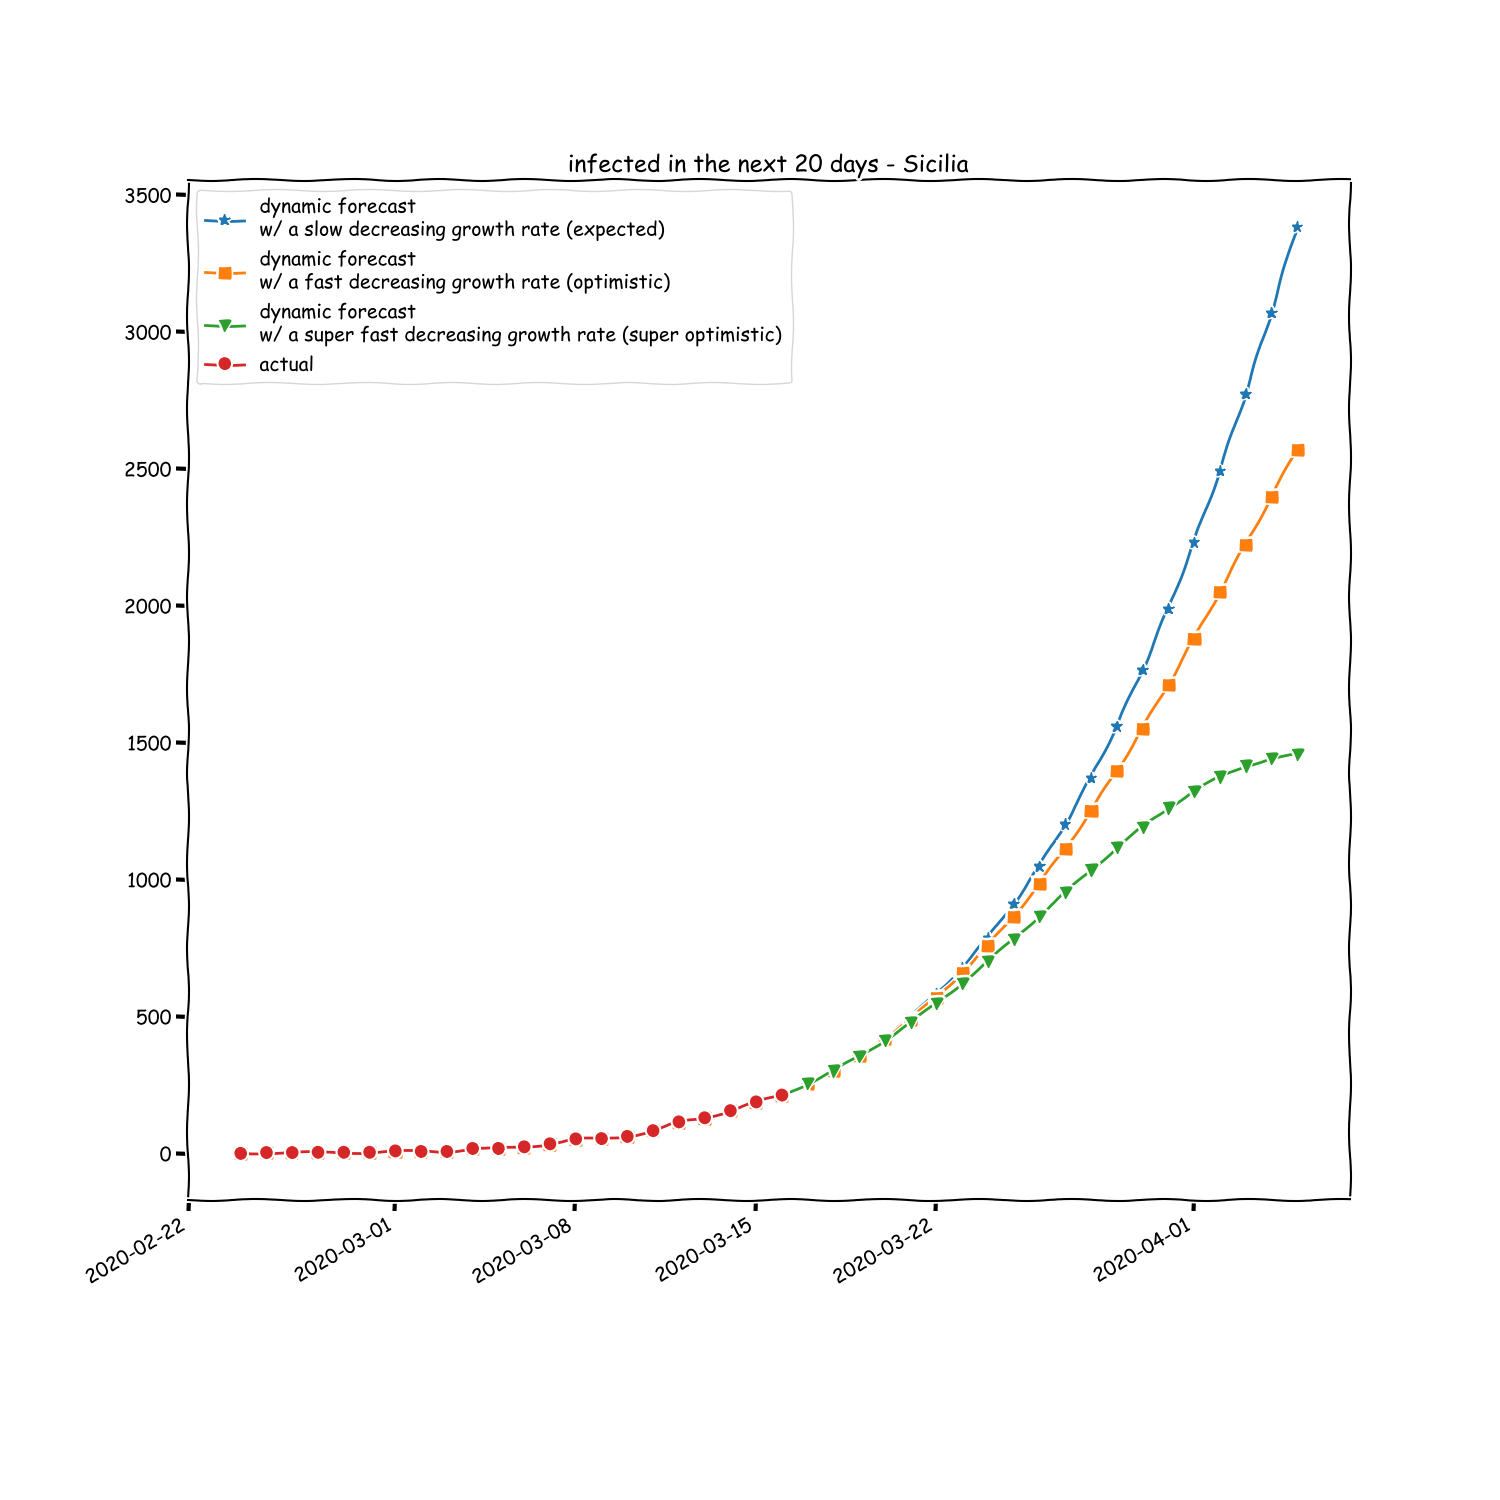 infected in the next 20 days - Sicilia
3500
3000
2500
2000
1500
1000
500
0
dynamic forecast
w/ a slow decreasing growth rate (expected)
dynamic forecast
w/ a fast decreasing growth rate (optimistic)
dynamic forecast
w/ a super fast decreasing growth rate (super optimistic)
actual
2020-02-22
2020-03-01
2020-03-08
2020-03-15
2020-03-22
2020-04-01